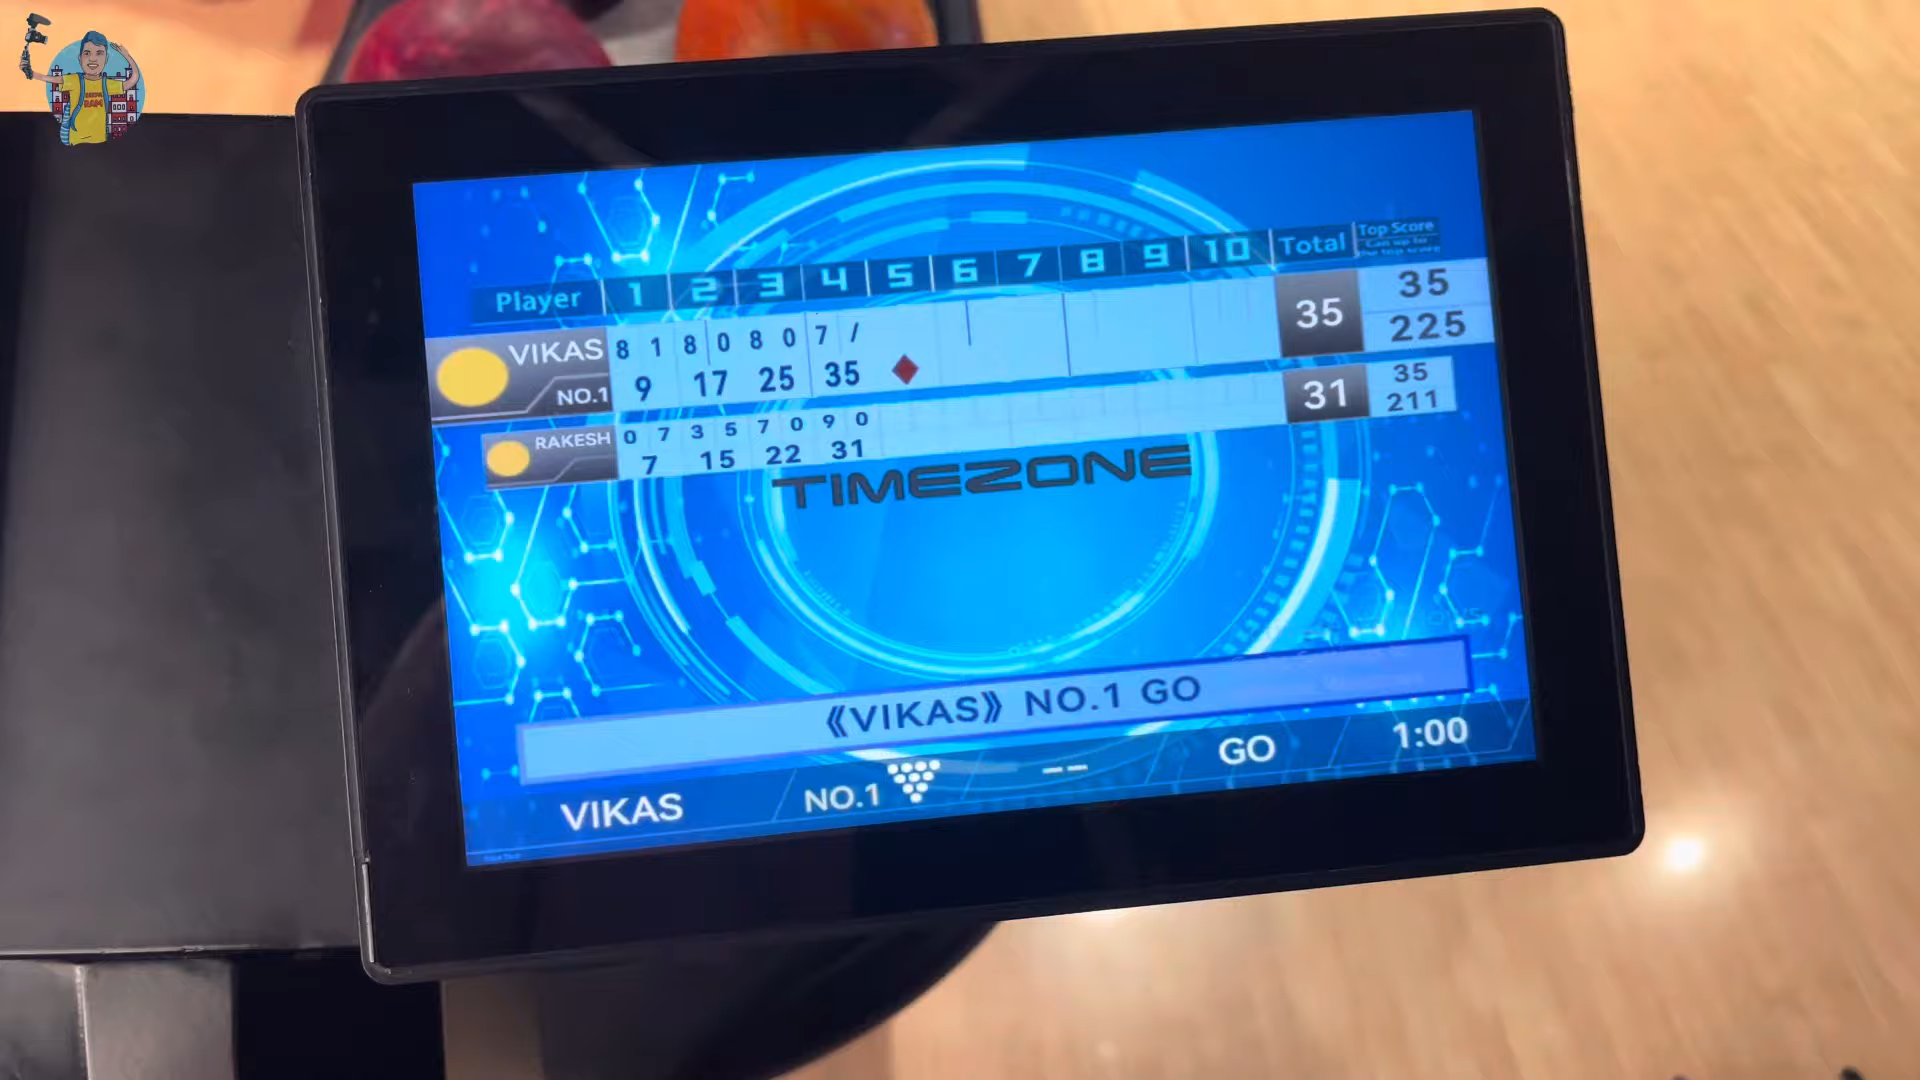 Player 1 2 3 4 5 6 7 8 9 10 Total Top Score
VIKAS 8 1 8 0 8 0 7 / 35 35
NO.1 9 17 25 35 225
RAKESH 0 7 3 5 7 0 9 0 31 35
7 15 22 31 211
TIMEZONE
《VIKAS》 NO.1 GO
VIKAS NO.1 -- GO 1:00